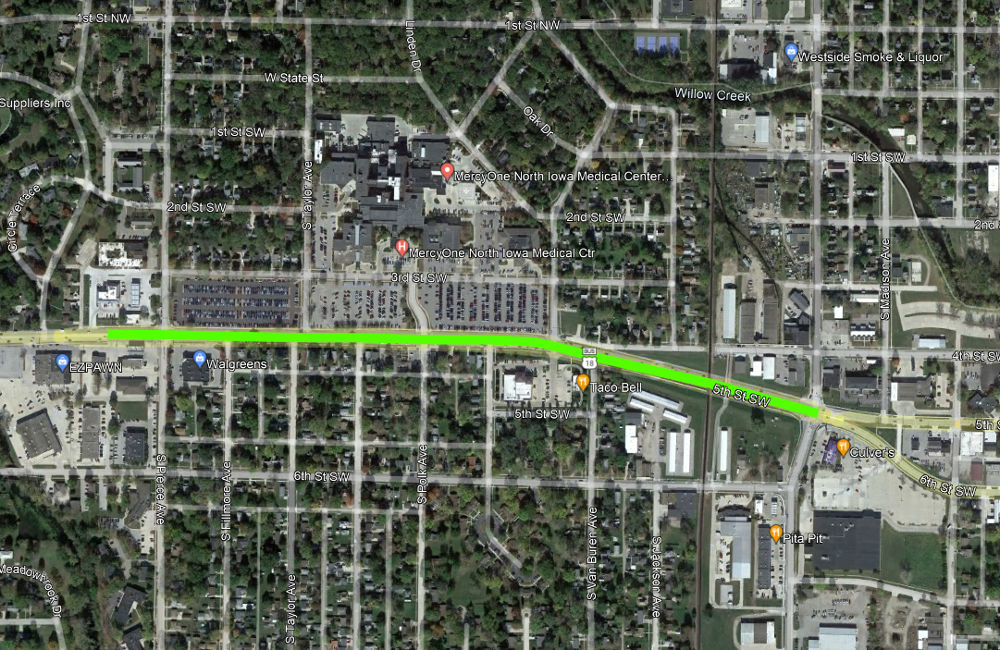 1st St NW
1st St NW
Linden Dr
Westside Smoke & Liquor
W State St
Willow Creek
Suppliers Inc
Oak Dr
1st St SW
1st St SW
MercyOne North Iowa Medical Center...
S Taylor Ave
Circle Terrace
2nd St SW
2nd St SW
2nd
MercyOne North Iowa Medical Ctr
3rd St SW
S Madison Ave
BUS
18
4th St SW
EZPAWN
Walgreens
Taco Bell
5th St SW
5th St SW
5th S
Culver's
S Pierce Ave
S Fillmore Ave
6th St SW
S Polk Ave
6th St SW
Pita Pit
S Van Buren Ave
S Jackson Ave
S Taylor Ave
Meadowbrook Dr